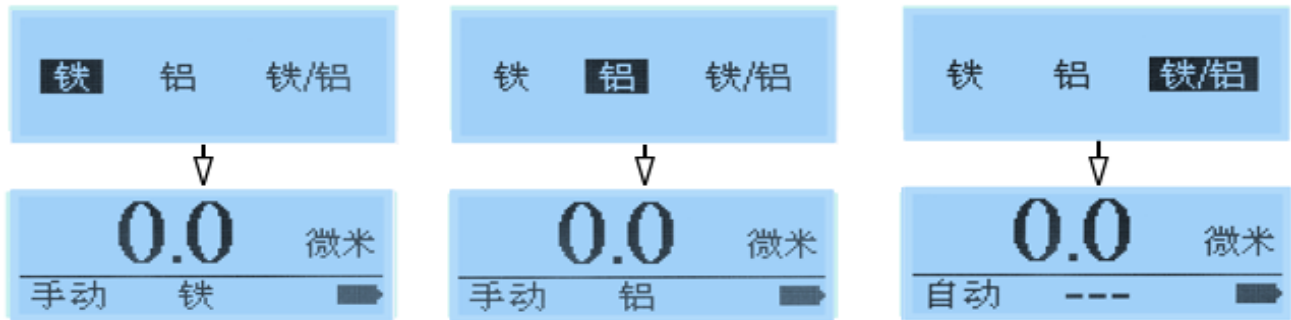 铁 铝 铁/铝
铁 铝 铁/铝
铁 铝 铁/铝
0.0 微米
手动 铁
0.0 微米
手动 铝
0.0 微米
自动 ---